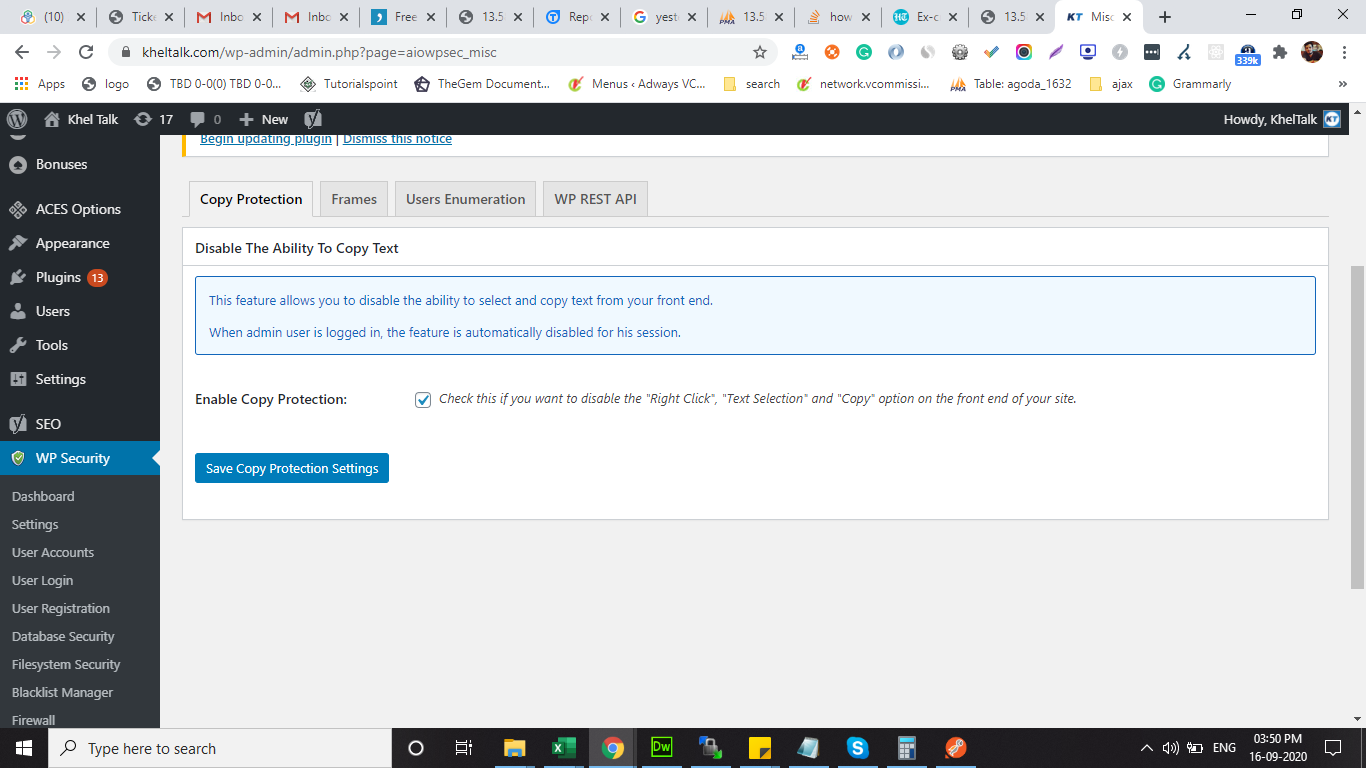 (10)
Ticke
Inbo
Inbo
Free
13.58
Repo
yeste
13.5
how
Ex-c
13.58
KT Misc
kheltalk.com/wp-admin/admin.php?page=aiowpsec_misc
339k
Apps
logo
TBD 0-0(0) TBD 0-0...
Tutorialspoint
TheGem Document...
Menus ‹ Adways VC...
search
network.vcommissi...
Table: agoda_1632
ajax
Grammarly
»
Khel Talk
17
0
New
Howdy, KhelTalk
KT
Begin updating plugin | Dismiss this notice
Bonuses
ACES Options
Appearance
Plugins 13
Users
Tools
Settings
SEO
WP Security
Dashboard
Settings
User Accounts
User Login
User Registration
Database Security
Filesystem Security
Blacklist Manager
Firewall
Copy Protection
Frames
Users Enumeration
WP REST API
Disable The Ability To Copy Text
This feature allows you to disable the ability to select and copy text from your front end.
When admin user is logged in, the feature is automatically disabled for his session.
Enable Copy Protection:
Check this if you want to disable the "Right Click", "Text Selection" and "Copy" option on the front end of your site.
Save Copy Protection Settings
Type here to search
Dw
ENG
03:50 PM
16-09-2020